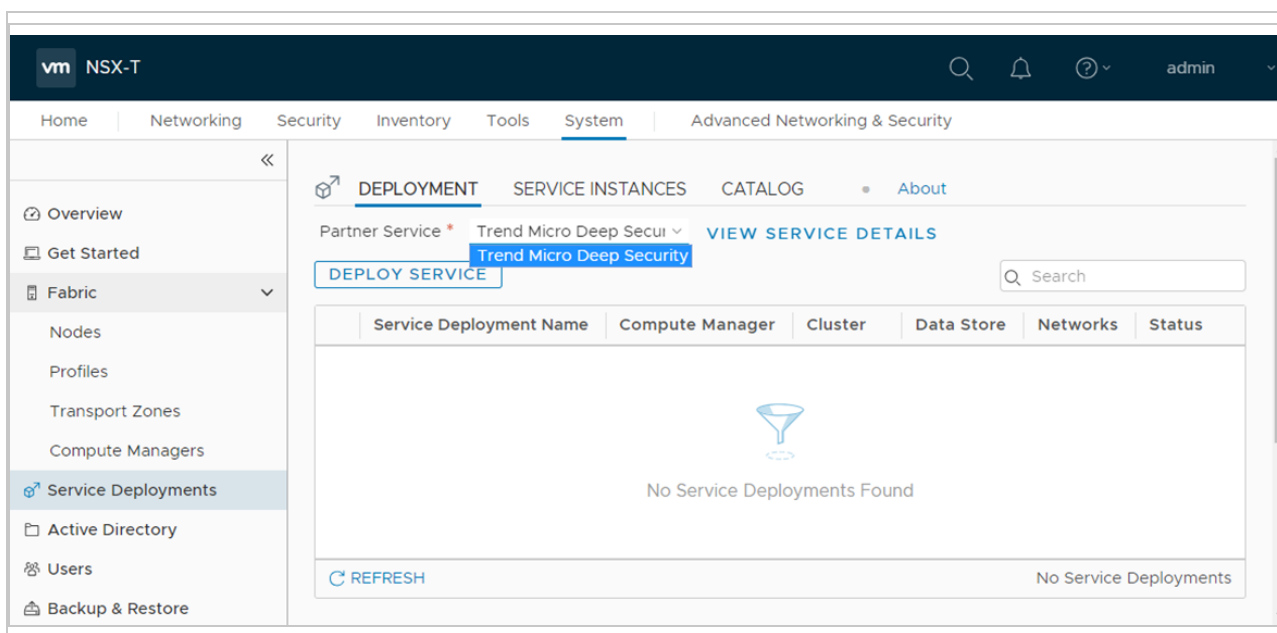 vm NSX-T admin
Home Networking Security Inventory Tools System Advanced Networking & Security
Overview
Get Started
Fabric
Nodes
Profiles
Transport Zones
Compute Managers
Service Deployments
Active Directory
Users
Backup & Restore
DEPLOYMENT SERVICE INSTANCES CATALOG About
Partner Service * Trend Micro Deep Secur VIEW SERVICE DETAILS
Trend Micro Deep Security
DEPLOY SERVICE Search
Service Deployment Name Compute Manager Cluster Data Store Networks Status
No Service Deployments Found
REFRESH No Service Deployments